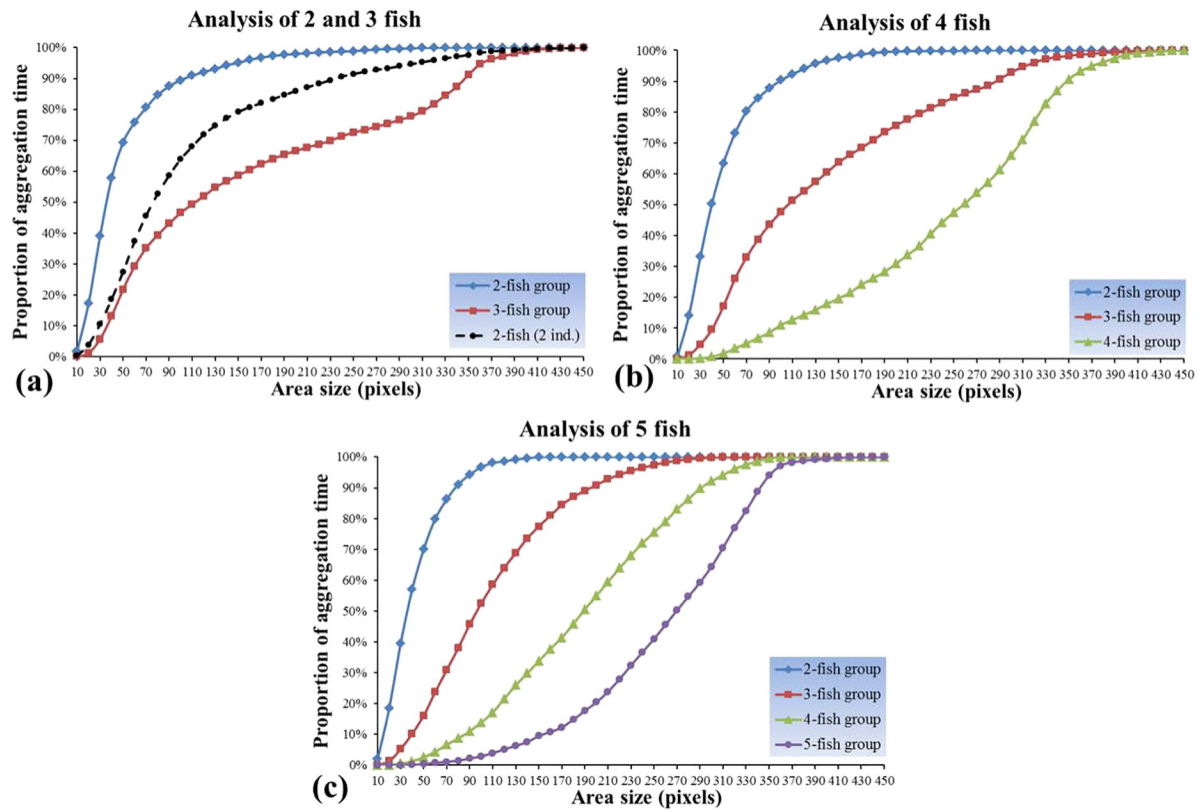 Analysis of 2 and 3 fish
Proportion of aggregation time
100%
90%
80%
70%
60%
50%
40%
30%
20%
10%
0%
2-fish group
3-fish group
2-fish (2 ind.)
10 30 50 70 90 110 130 150 170 190 210 230 250 270 290 310 330 350 370 390 410 430 450
Area size (pixels)
(a)
Analysis of 4 fish
Proportion of aggregation time
100%
90%
80%
70%
60%
50%
40%
30%
20%
10%
0%
2-fish group
3-fish group
4-fish group
10 30 50 70 90 110 130 150 170 190 210 230 250 270 290 310 330 350 370 390 410 430 450
Area size (pixels)
(b)
Analysis of 5 fish
Proportion of aggregation time
100%
90%
80%
70%
60%
50%
40%
30%
20%
10%
0%
2-fish group
3-fish group
4-fish group
5-fish group
10 30 50 70 90 110 130 150 170 190 210 230 250 270 290 310 330 350 370 390 410 430 450
Area size (pixels)
(c)